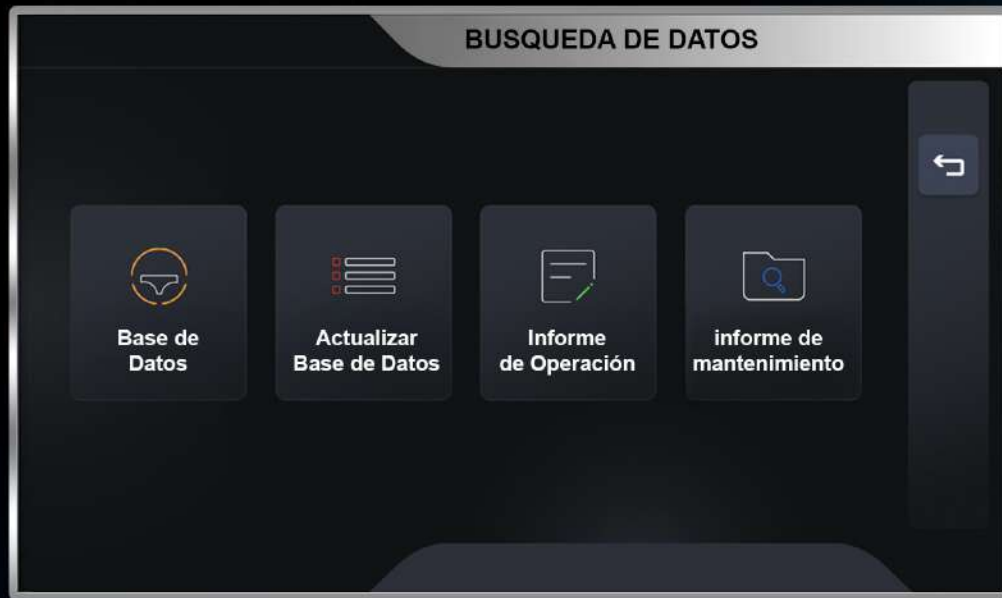 BUSQUEDA DE DATOS
Base de
Datos
Actualizar
Base de Datos
Informe
de Operación
informe de
mantenimiento